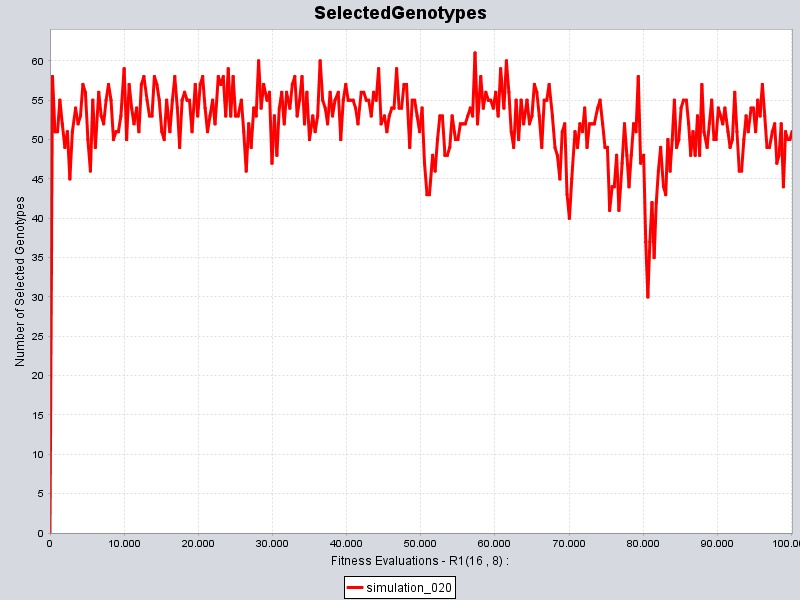 SelectedGenotypes
Number of Selected Genotypes
60
55
50
45
40
35
30
25
20
15
10
5
0
0 10.000 20.000 30.000 40.000 50.000 60.000 70.000 80.000 90.000 100.00
Fitness Evaluations - R1(16 , 8) :
simulation_020